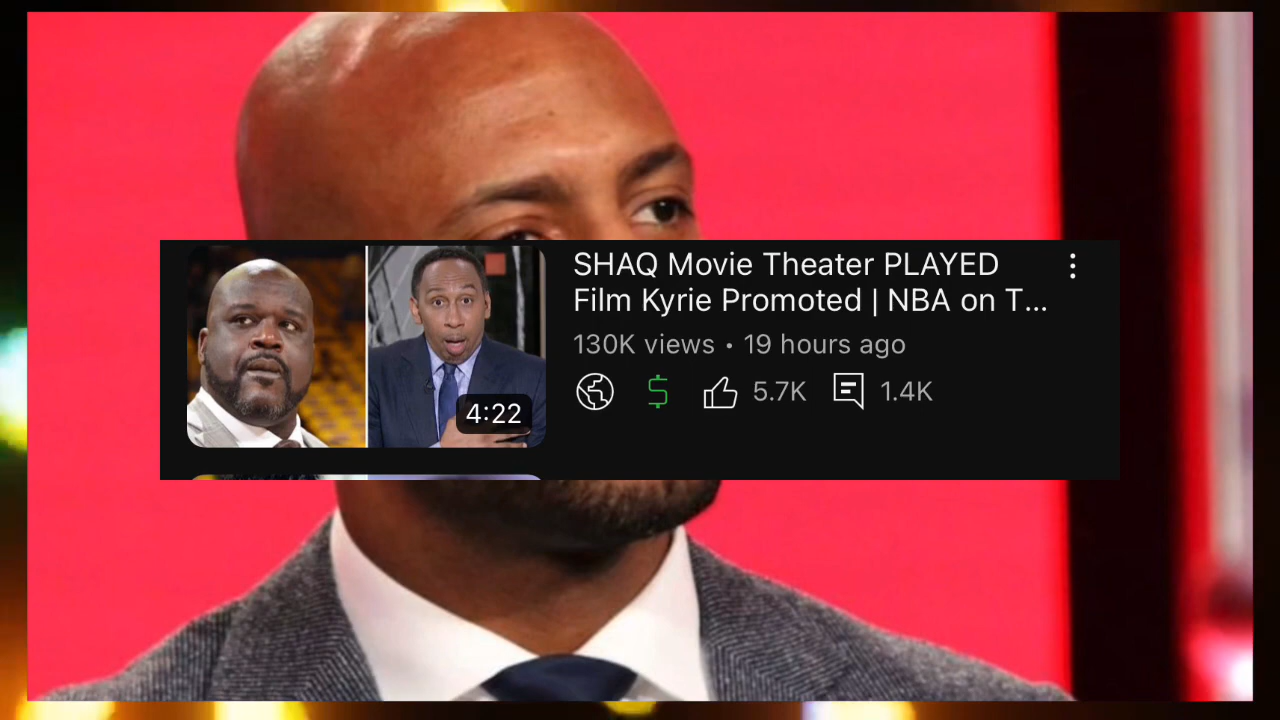 SHAQ Movie Theater PLAYED
Film Kyrie Promoted | NBA on T...
130K views • 19 hours ago
5.7K 1.4K
4:22